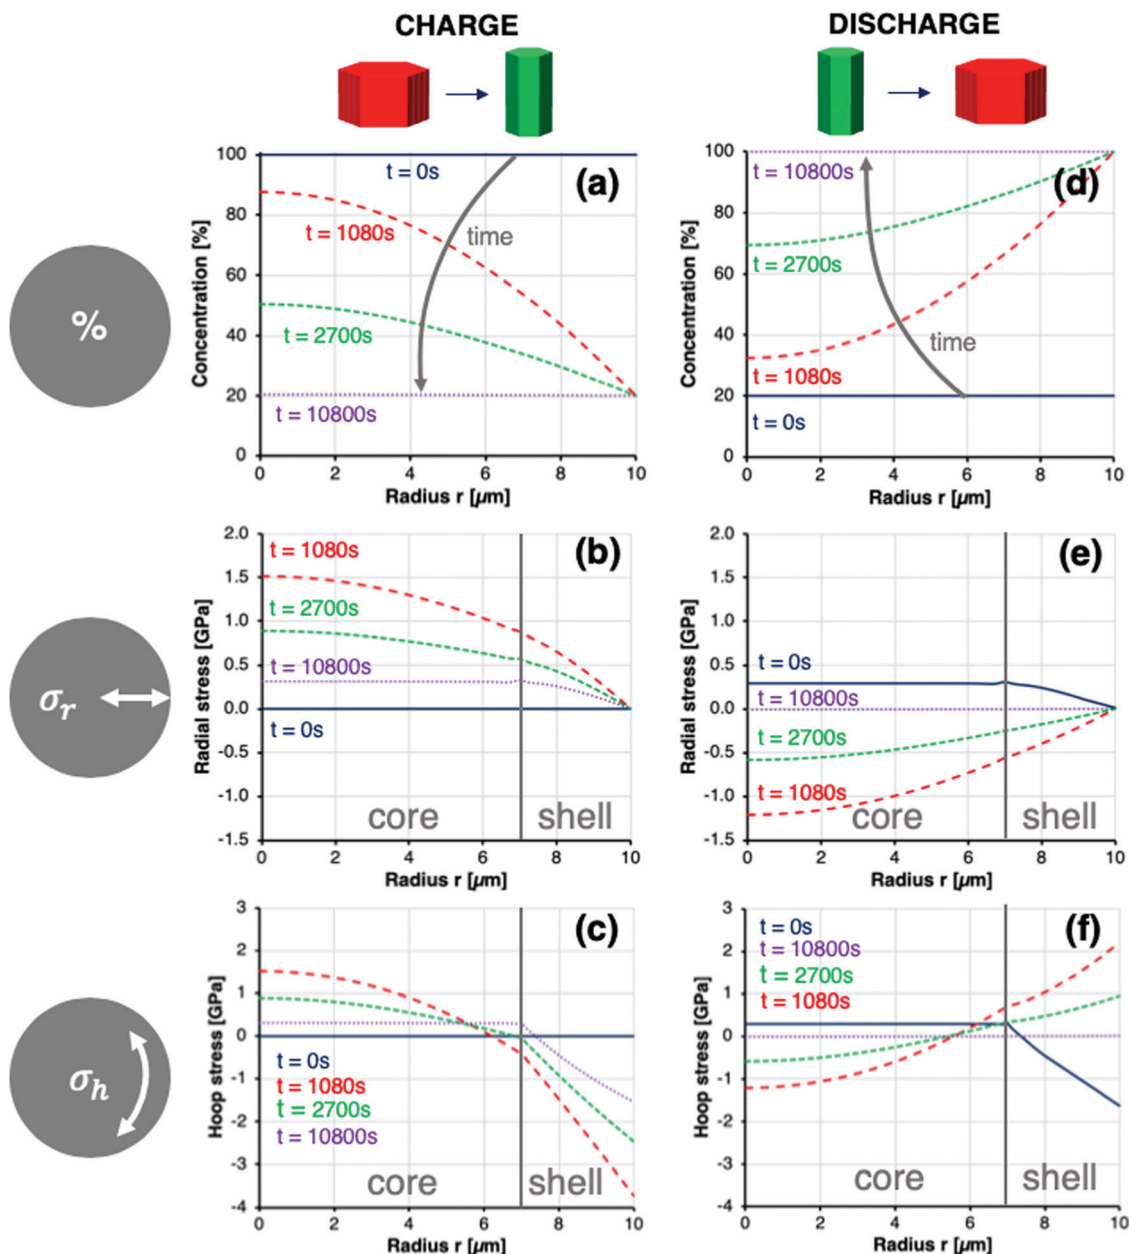 CHARGE
DISCHARGE
(a)
t = 0s
t = 1080s
time
t = 2700s
t = 10800s
Concentration [%]
100
80
60
40
20
0
0 2 4 6 8 10
Radius r [µm]
(d)
t = 10800s
t = 2700s
time
t = 1080s
t = 0s
Concentration [%]
100
80
60
40
20
0
0 2 4 6 8 10
Radius r [µm]
%
(b)
t = 1080s
t = 2700s
t = 10800s
t = 0s
core shell
Radial stress [GPa]
2.0
1.5
1.0
0.5
0.0
-0.5
-1.0
-1.5
0 2 4 6 8 10
Radius r [µm]
(e)
t = 0s
t = 10800s
t = 2700s
t = 1080s
core shell
Radial stress [GPa]
2.0
1.5
1.0
0.5
0.0
-0.5
-1.0
-1.5
0 2 4 6 8 10
Radius r [µm]
σr
(c)
t = 0s
t = 1080s
t = 2700s
t = 10800s
core shell
Hoop stress [GPa]
3
2
1
0
-1
-2
-3
-4
0 2 4 6 8 10
Radius r [µm]
(f)
t = 0s
t = 10800s
t = 2700s
t = 1080s
core shell
Hoop stress [GPa]
3
2
1
0
-1
-2
-3
-4
0 2 4 6 8 10
Radius r [µm]
σh